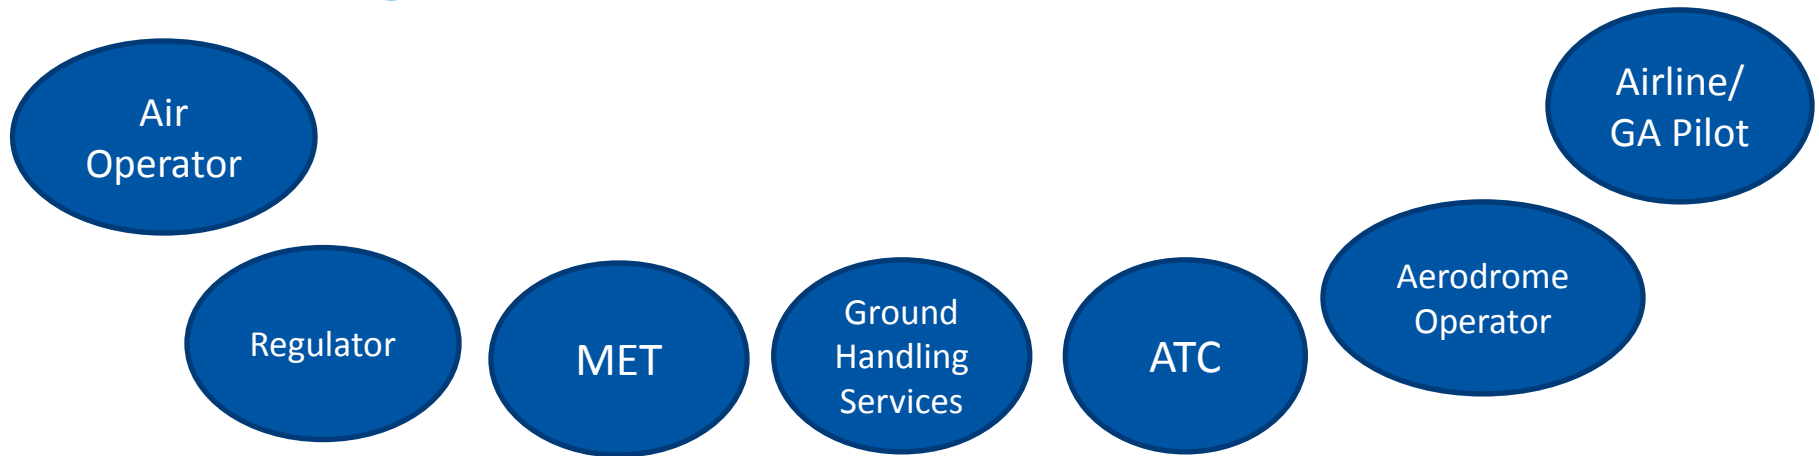 Air
Operator
Regulator
MET
Ground
Handling
Services
ATC
Aerodrome
Operator
Airline/
GA Pilot